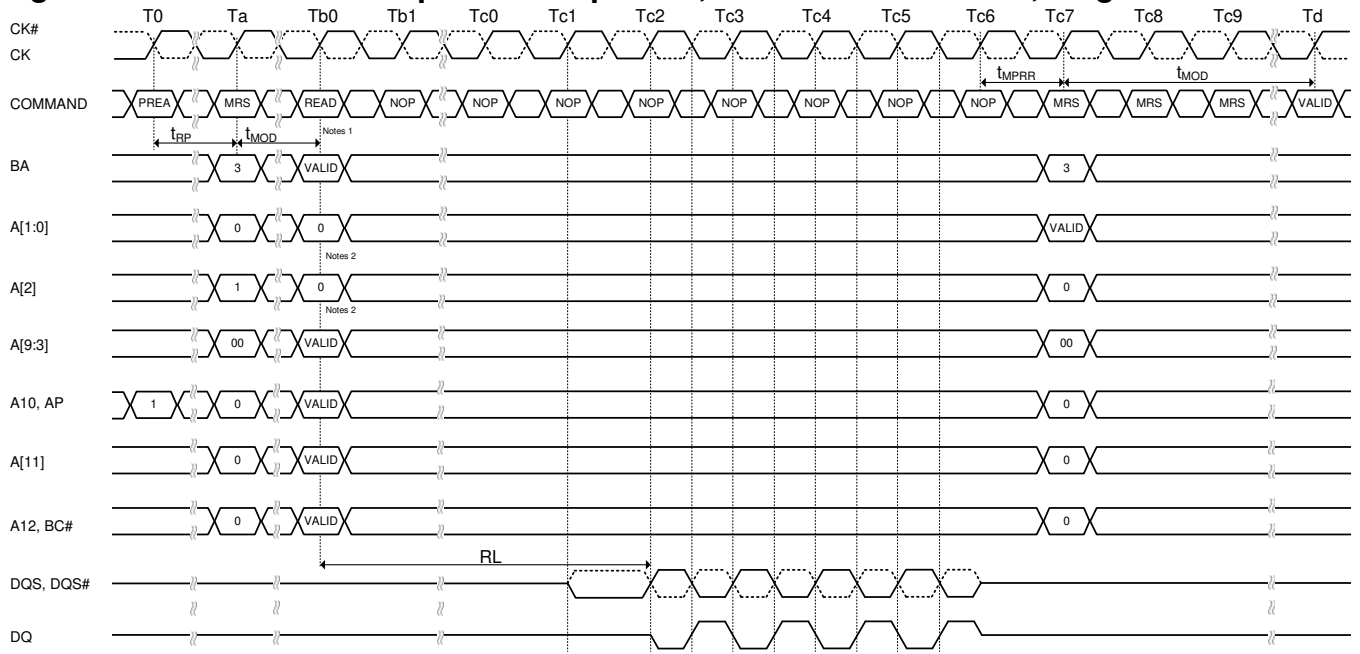 T0 Ta Tb0 Tb1 Tc0 Tc1 Tc2 Tc3 Tc4 Tc5 Tc6 Tc7 Tc8 Tc9 Td
CK#
CK
tMPRR tMOD
COMMAND PREA MRS READ NOP NOP NOP NOP NOP NOP NOP NOP MRS MRS MRS VALID
tRP tMOD Notes 1
BA 3 VALID 3
A[1:0] 0 0 VALID
Notes 2
A[2] 1 0 0
Notes 2
A[9:3] 00 VALID 00
A10, AP 1 0 VALID 0
A[11] 0 VALID 0
A12, BC# 0 VALID 0
RL
DQS, DQS#
DQ